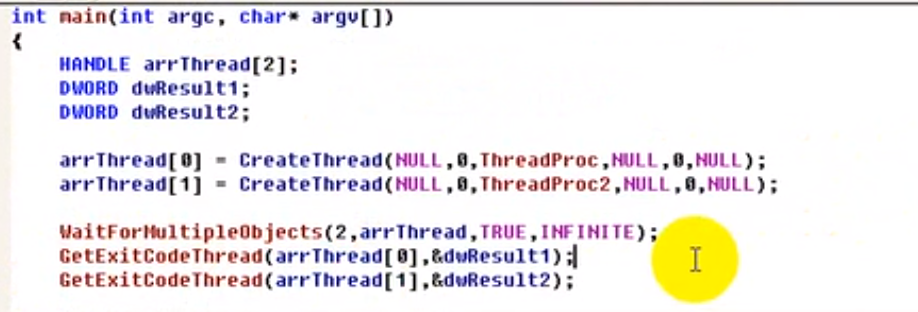 int main(int argc, char* argv[])
{
    HANDLE arrThread[2];
    DWORD dwResult1;
    DWORD dwResult2;
    arrThread[0] = CreateThread(NULL,0,ThreadProc,NULL,0,NULL);
    arrThread[1] = CreateThread(NULL,0,ThreadProc2,NULL,0,NULL);
    WaitForMultipleObjects(2,arrThread,TRUE,INFINITE);
    GetExitCodeThread(arrThread[0],&dwResult1);
    GetExitCodeThread(arrThread[1],&dwResult2);